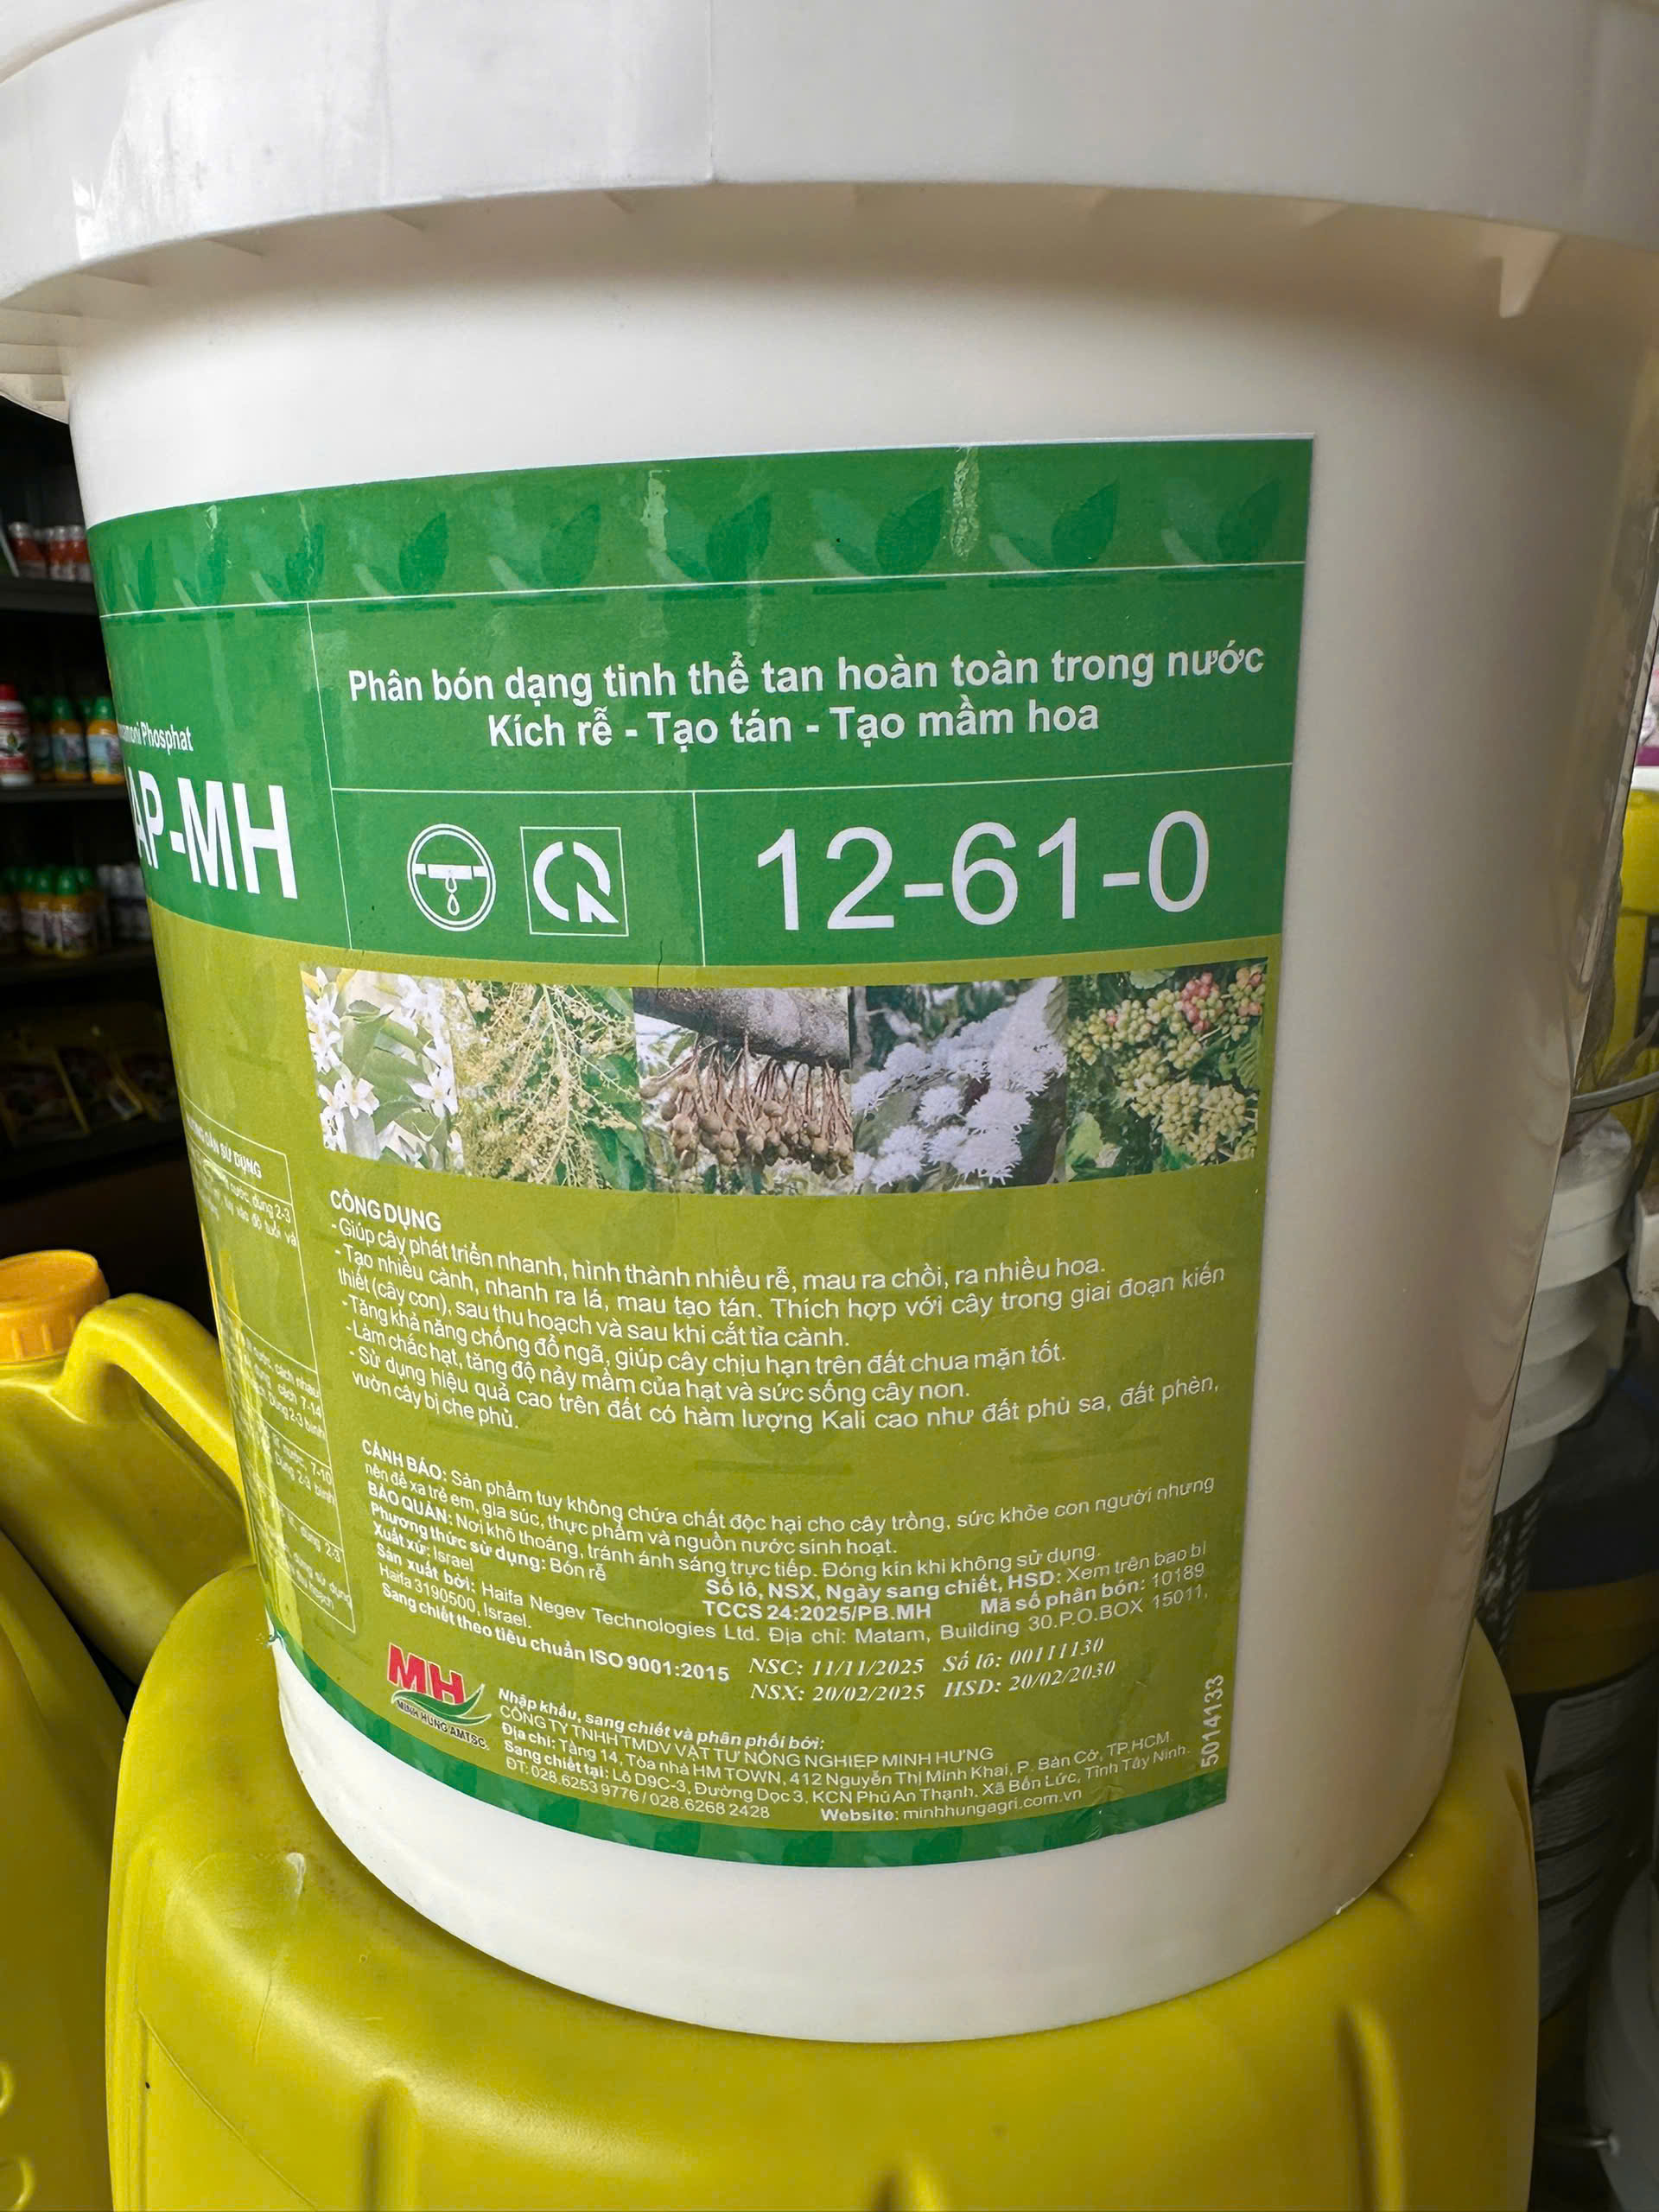 Phosphat
AP-MH
Phân bón dạng tinh thể tan hoàn toàn trong nước
Kích rễ - Tạo tán - Tạo mầm hoa
12-61-0
SỬ DỤNG
nước, dùng 2-3
CÔNG DỤNG
- Giúp cây phát triển nhanh, hình thành nhiều rễ, mau ra chồi, ra nhiều hoa.
- Tạo nhiều cành, nhanh ra lá, mau tạo tán. Thích hợp với cây trong giai đoạn kiến
thiết (cây con), sau thu hoạch và sau khi cắt tỉa cành.
- Tăng khả năng chống đổ ngã, giúp cây chịu hạn trên đất chua mặn tốt.
- Làm chắc hạt, tăng độ nảy mầm của hạt và sức sống cây non.
- Sử dụng hiệu quả cao trên đất có hàm lượng Kali cao như đất phù sa, đất phèn,
vườn cây bị che phủ.
CẢNH BÁO: Sản phẩm tuy không chứa chất độc hại cho cây trồng, sức khỏe con người nhưng
nên để xa trẻ em, gia súc, thực phẩm và nguồn nước sinh hoạt.
BẢO QUẢN: Nơi khô thoáng, tránh ánh sáng trực tiếp. Đóng kín khi không sử dụng.
Phương thức sử dụng: Bón rễ
Số lô, NSX, Ngày sang chiết, HSD: Xem trên bao bì
Xuất xứ: Israel
TCCS 24:2025/PB.MH Mã số phân bón: 10189
Sản xuất bởi: Haifa Negev Technologies Ltd. Địa chỉ: Matam, Building 30.P.O.BOX 15011,
Haifa 3190500, Israel.
Sang chiết theo tiêu chuẩn ISO 9001:2015
NSC: 11/11/2025 Số lô: 00111130
NSX: 20/02/2025 HSD: 20/02/2030
MH
MINH HUNG AMTSC.
Nhập khẩu, sang chiết và phân phối bởi:
CÔNG TY TNHH TMDV VẬT TƯ NÔNG NGHIỆP MINH HƯNG
Địa chỉ: Tầng 14, Tòa nhà HM TOWN, 412 Nguyễn Thị Minh Khai, P. Bàn Cờ, TP.HCM.
Sang chiết tại: Lô D9C-3, Đường Dọc 3, KCN Phú An Thạnh, Xã Bến Lức, Tỉnh Tây Ninh.
ĐT: 028.6253 9776 / 028.6268 2428 Website: minhhungagri.com.vn
5014133